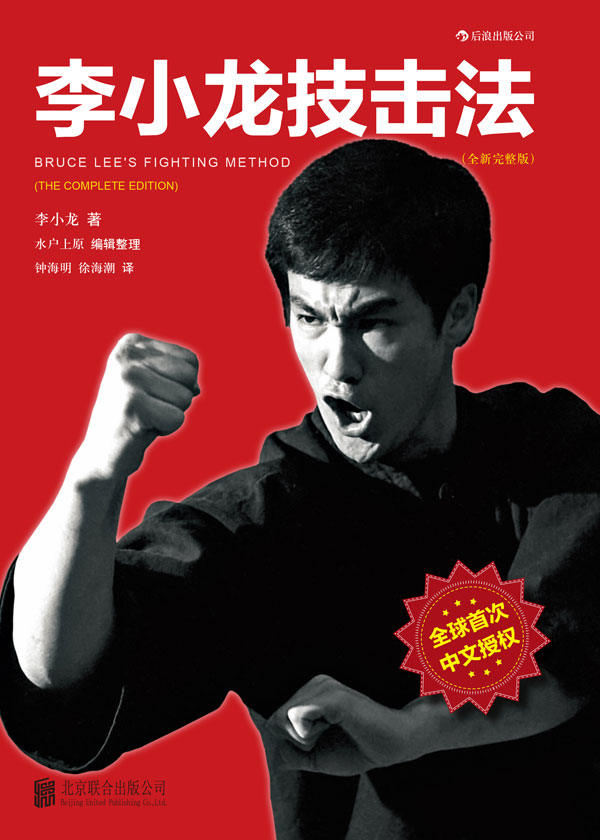 后浪出版公司
李小龙技击法
BRUCE LEE'S FIGHTING METHOD
(全新完整版)
(THE COMPLETE EDITION)
李小龙 著
水户上原 编辑整理
钟海明 徐海潮 译
全球首次
中文授权
北京联合出版公司
Beijing United Publishing Co.,Ltd.